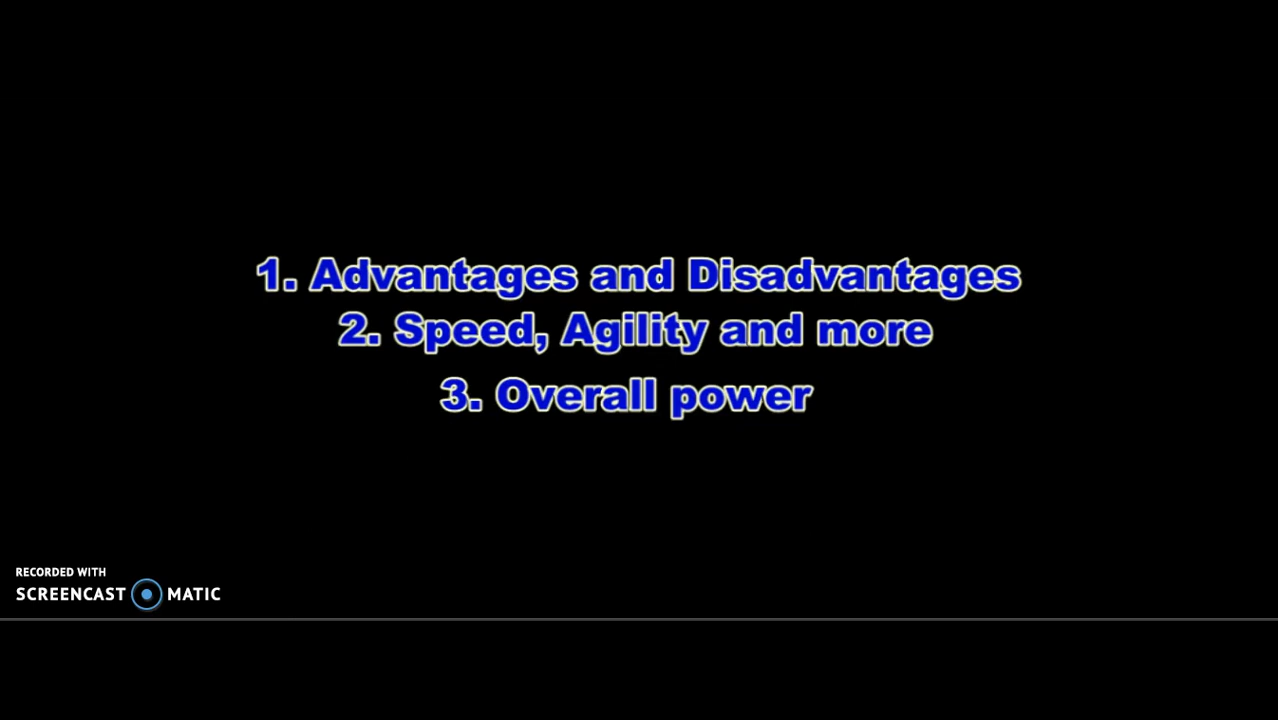 1. Advantages and Disadvantages
2. Speed, Agility and more
3. Overall power
RECORDED WITH
SCREENCAST MATIC